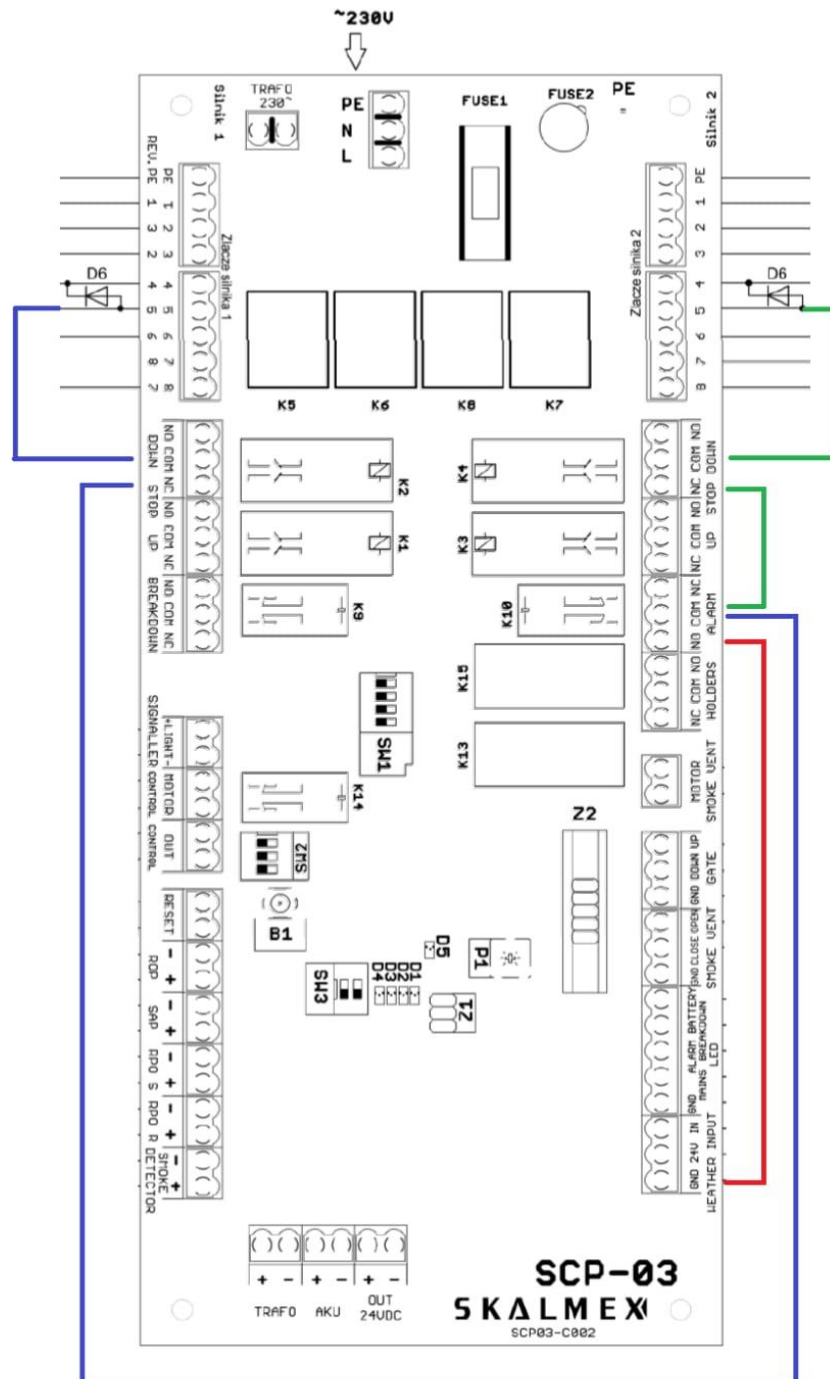 ~230V
TRAFO
230~
PE
N
L
FUSE1
FUSE2
PE
Silnik 1
Silnik 2
REV.
PE
1
3
2
4
5
6
8
7
PE
1
2
3
4
5
6
7
8
Zlacze silnika 1
Zlacze silnika 2
PE
1
2
3
4
5
6
7
8
D6
D6
K5
K6
K8
K7
NO COM NC
DOWN
STOP
NO COM NC
UP
NO COM NC
BREAKDOWN
K2
K1
K9
K4
K3
K10
K15
K13
NC COM NO
STOP DOWN
NC COM NO
UP
NO COM NC
ALARM
NC COM NO
HOLDERS
SW1
+LIGHT-
SIGNALLER
MOTOR
CONTROL
OUT
CONTROL
K14
SW2
B1
MOTOR
SMOKE VENT
Z2
GND DOWN UP
GATE
GND CLOSE OPEN
SMOKE VENT
GND
ALARM BATTERY
MAINS BREAKDOWN
LED
GND 24V IN
WEATHER INPUT
RESET
- +
ROP
- +
SAP
- +
RPO S
- +
RPO R
- +
SMOKE
DETECTOR
SW3
D4
D3
D2
D1
D5
P1
Z1
+ - + - + -
TRAFO AKU OUT
24VDC
SCP-03
SKALMEX
SCP03-C002